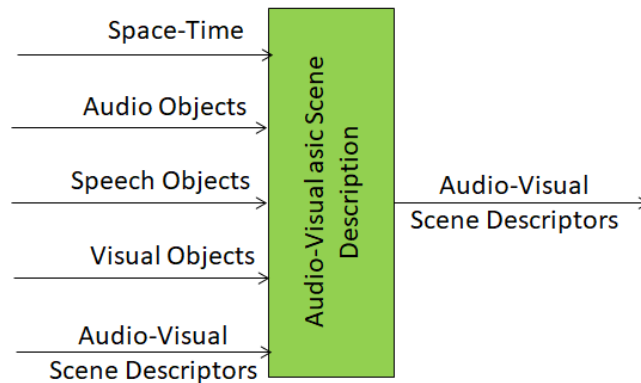 Space-Time
Audio Objects
Speech Objects
Visual Objects
Audio-Visual
Scene Descriptors
Audio-Visual asic Scene
Description
Audio-Visual
Scene Descriptors